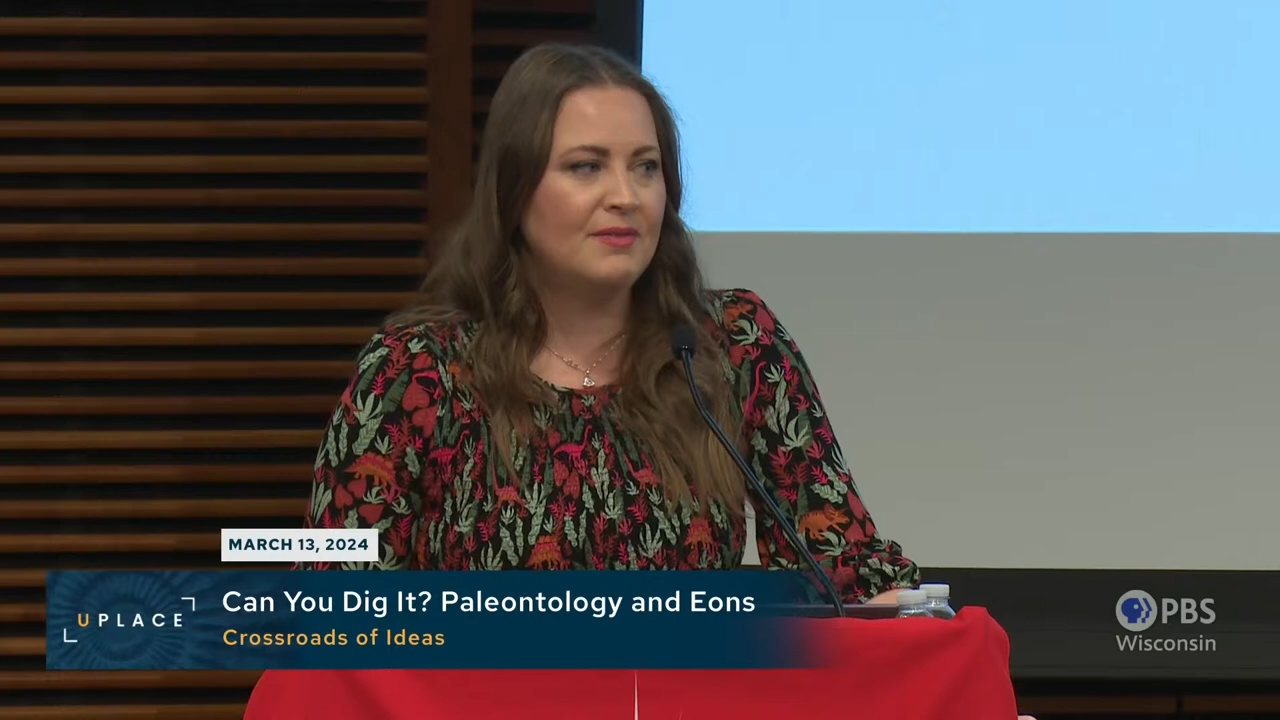 MARCH 13, 2024
UPLACE
Can You Dig It? Paleontology and Eons
Crossroads of Ideas
PBS
Wisconsin